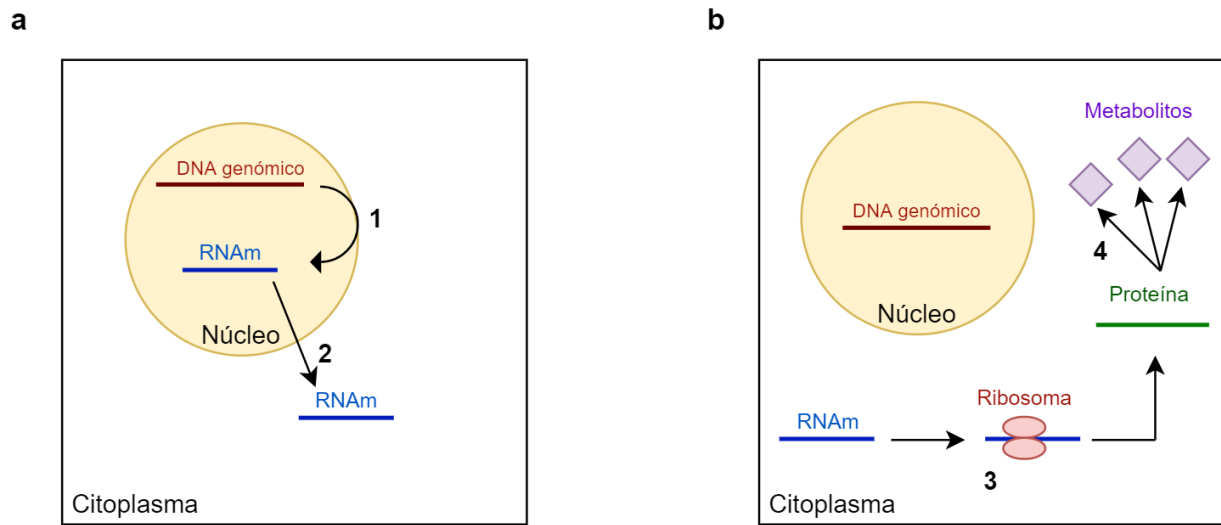 a
DNA genómico
1
RNAm
Núcleo
2
RNAm
Citoplasma
b
Metabolitos
DNA genómico
4
Proteína
Núcleo
Ribosoma
RNAm
3
Citoplasma